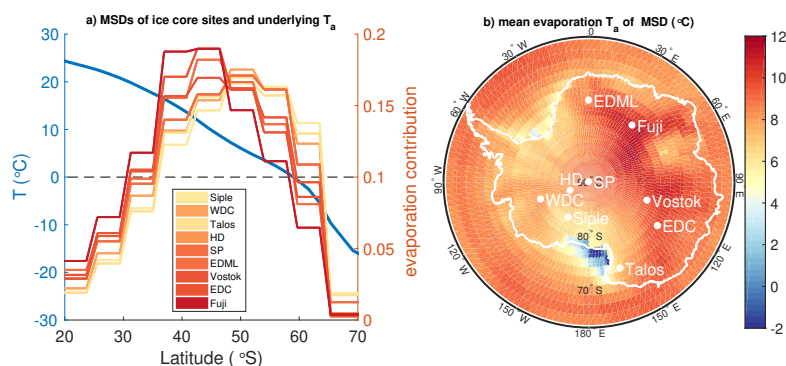 a) MSDs of ice core sites and underlying Ta
30
20
10
0
-10
-20
-30
T (°C)
20
30
40
50
60
70
Latitude ( °S)
0.2
0.15
0.1
0.05
0
evaporation contribution
Siple
WDC
Talos
HD
SP
EDML
Vostok
EDC
Fuji
b) mean evaporation Ta of MSD (°C)
0
30° W
30° E
60° W
60° E
90° W
90° E
120° W
120° E
150° W
150° E
180° E
90° S
80° S
70° S
EDML
Fuji
HD
SP
WDC
Vostok
Siple
EDC
Talos
12
10
8
6
4
2
0
-2